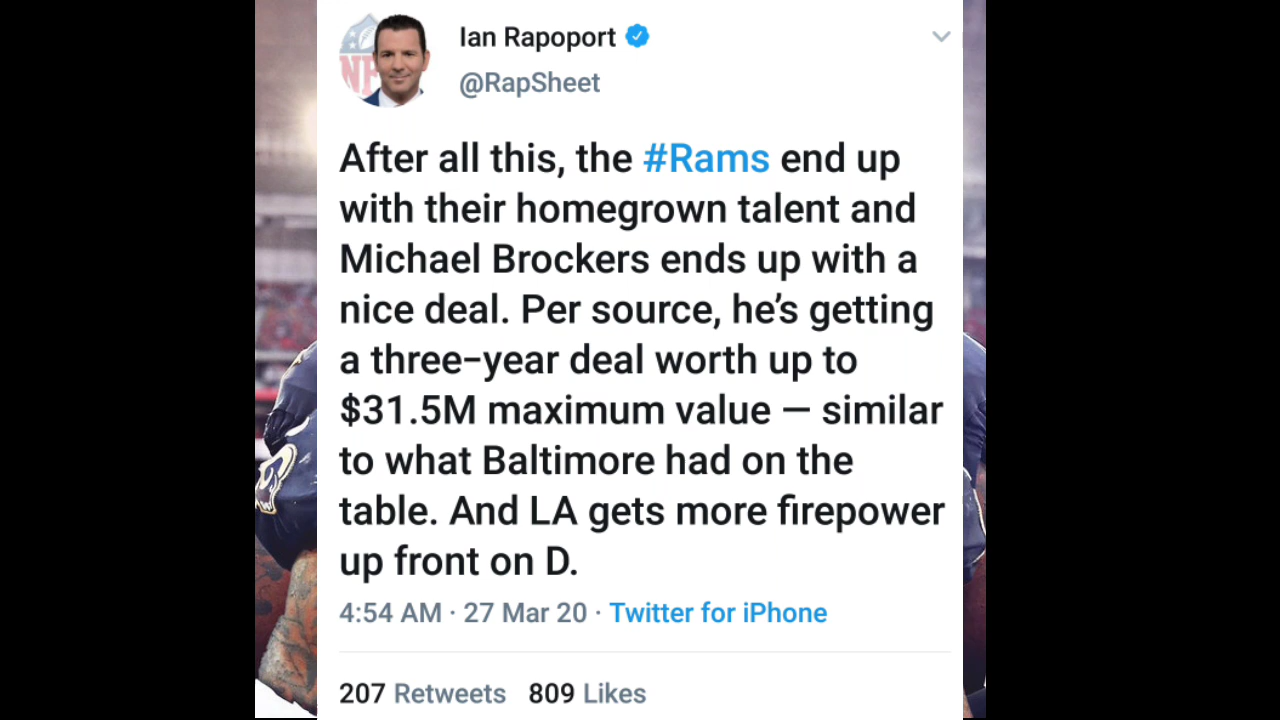 Ian Rapoport
@RapSheet
After all this, the #Rams end up
with their homegrown talent and
Michael Brockers ends up with a
nice deal. Per source, he’s getting
a three-year deal worth up to
$31.5M maximum value — similar
to what Baltimore had on the
table. And LA gets more firepower
up front on D.
4:54 AM · 27 Mar 20 · Twitter for iPhone
207 Retweets 809 Likes